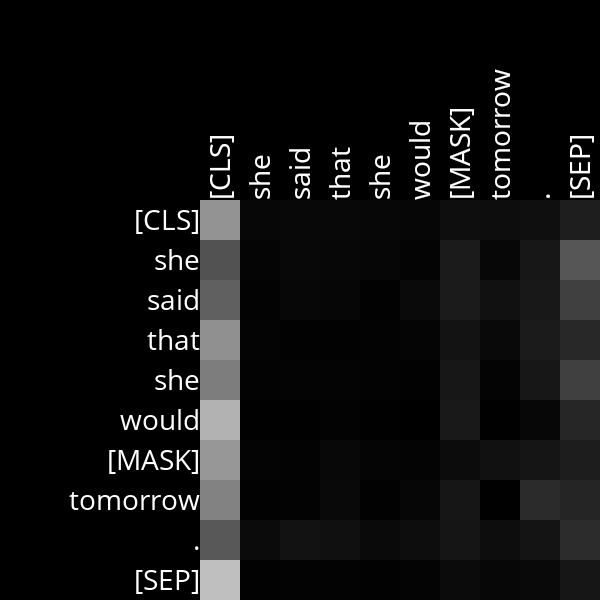 [CLS] she said that she would [MASK] tomorrow . [SEP]
[CLS]
she
said
that
she
would
[MASK]
tomorrow
.
[SEP]